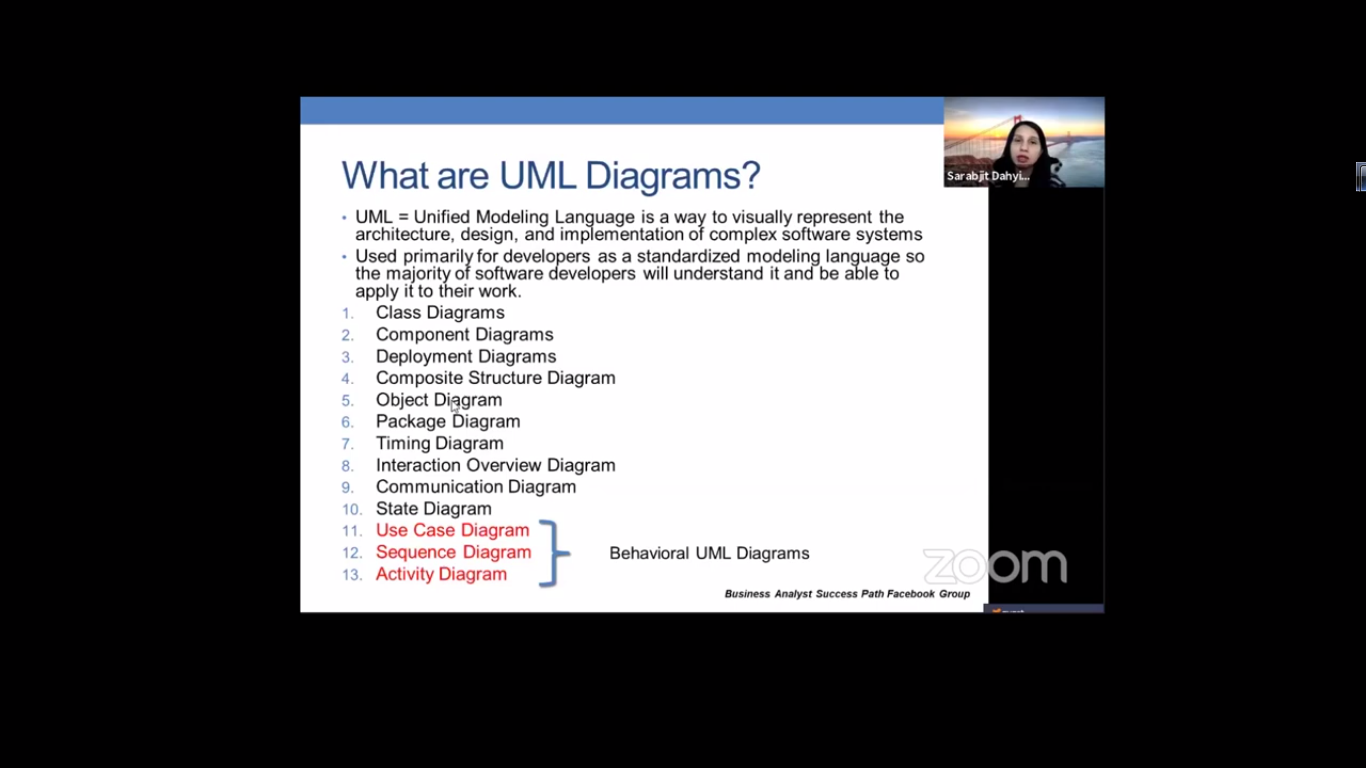 What are UML Diagrams?
Sarabjit Dahyi...
• UML = Unified Modeling Language is a way to visually represent the
architecture, design, and implementation of complex software systems
• Used primarily for developers as a standardized modeling language so
the majority of software developers will understand it and be able to
apply it to their work.
1. Class Diagrams
2. Component Diagrams
3. Deployment Diagrams
4. Composite Structure Diagram
5. Object Diagram
6. Package Diagram
7. Timing Diagram
8. Interaction Overview Diagram
9. Communication Diagram
10. State Diagram
11. Use Case Diagram
12. Sequence Diagram
13. Activity Diagram
Behavioral UML Diagrams
zoom
Business Analyst Success Path Facebook Group